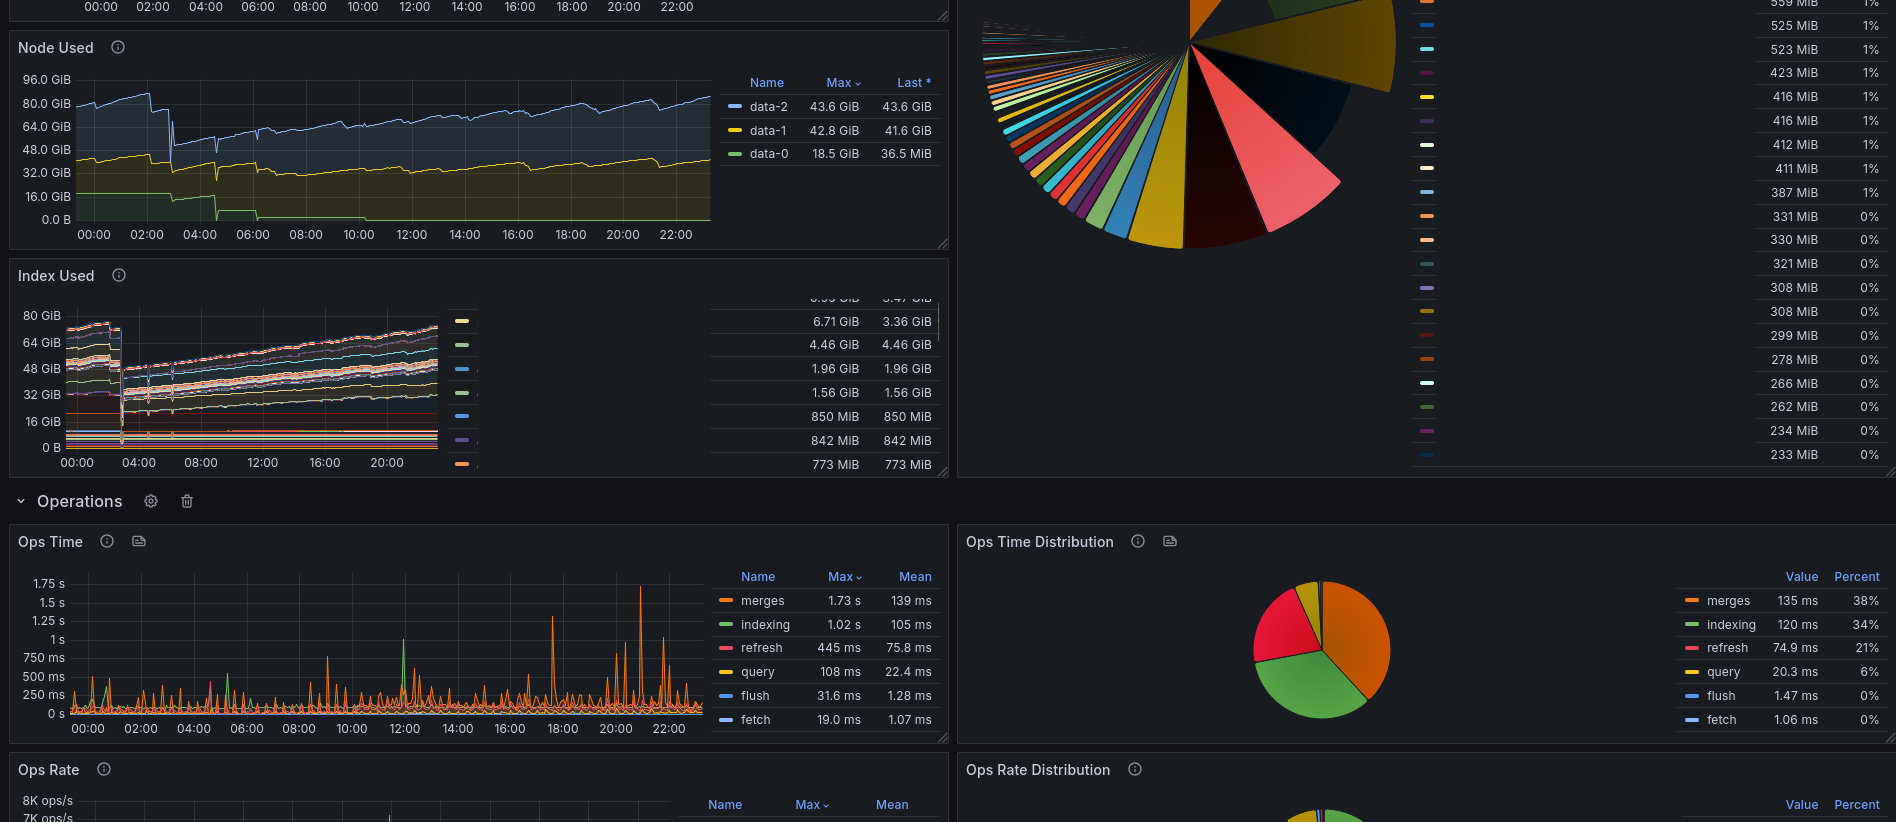 00:00 02:00 04:00 06:00 08:00 10:00 12:00 14:00 16:00 18:00 20:00 22:00
Node Used
96.0 GiB
80.0 GiB
64.0 GiB
48.0 GiB
32.0 GiB
16.0 GiB
0.0 B
00:00 02:00 04:00 06:00 08:00 10:00 12:00 14:00 16:00 18:00 20:00 22:00
Name Max Last *
data-2 43.6 GiB 43.6 GiB
data-1 42.8 GiB 41.6 GiB
data-0 18.5 GiB 36.5 MiB
Index Used
80 GiB
64 GiB
48 GiB
32 GiB
16 GiB
0 B
00:00 04:00 08:00 12:00 16:00 20:00
6.71 GiB 3.36 GiB
4.46 GiB 4.46 GiB
1.96 GiB 1.96 GiB
1.56 GiB 1.56 GiB
850 MiB 850 MiB
842 MiB 842 MiB
773 MiB 773 MiB
559 MiB 1%
525 MiB 1%
523 MiB 1%
423 MiB 1%
416 MiB 1%
416 MiB 1%
412 MiB 1%
411 MiB 1%
387 MiB 1%
331 MiB 0%
330 MiB 0%
321 MiB 0%
308 MiB 0%
308 MiB 0%
299 MiB 0%
278 MiB 0%
266 MiB 0%
262 MiB 0%
234 MiB 0%
233 MiB 0%
Operations
Ops Time
1.75 s
1.5 s
1.25 s
1 s
750 ms
500 ms
250 ms
0 s
00:00 02:00 04:00 06:00 08:00 10:00 12:00 14:00 16:00 18:00 20:00 22:00
Name Max Mean
merges 1.73 s 139 ms
indexing 1.02 s 105 ms
refresh 445 ms 75.8 ms
query 108 ms 22.4 ms
flush 31.6 ms 1.28 ms
fetch 19.0 ms 1.07 ms
Ops Time Distribution
Value Percent
merges 135 ms 38%
indexing 120 ms 34%
refresh 74.9 ms 21%
query 20.3 ms 6%
flush 1.47 ms 0%
fetch 1.06 ms 0%
Ops Rate
8K ops/s
7K ops/s
Name Max Mean
Ops Rate Distribution
Value Percent